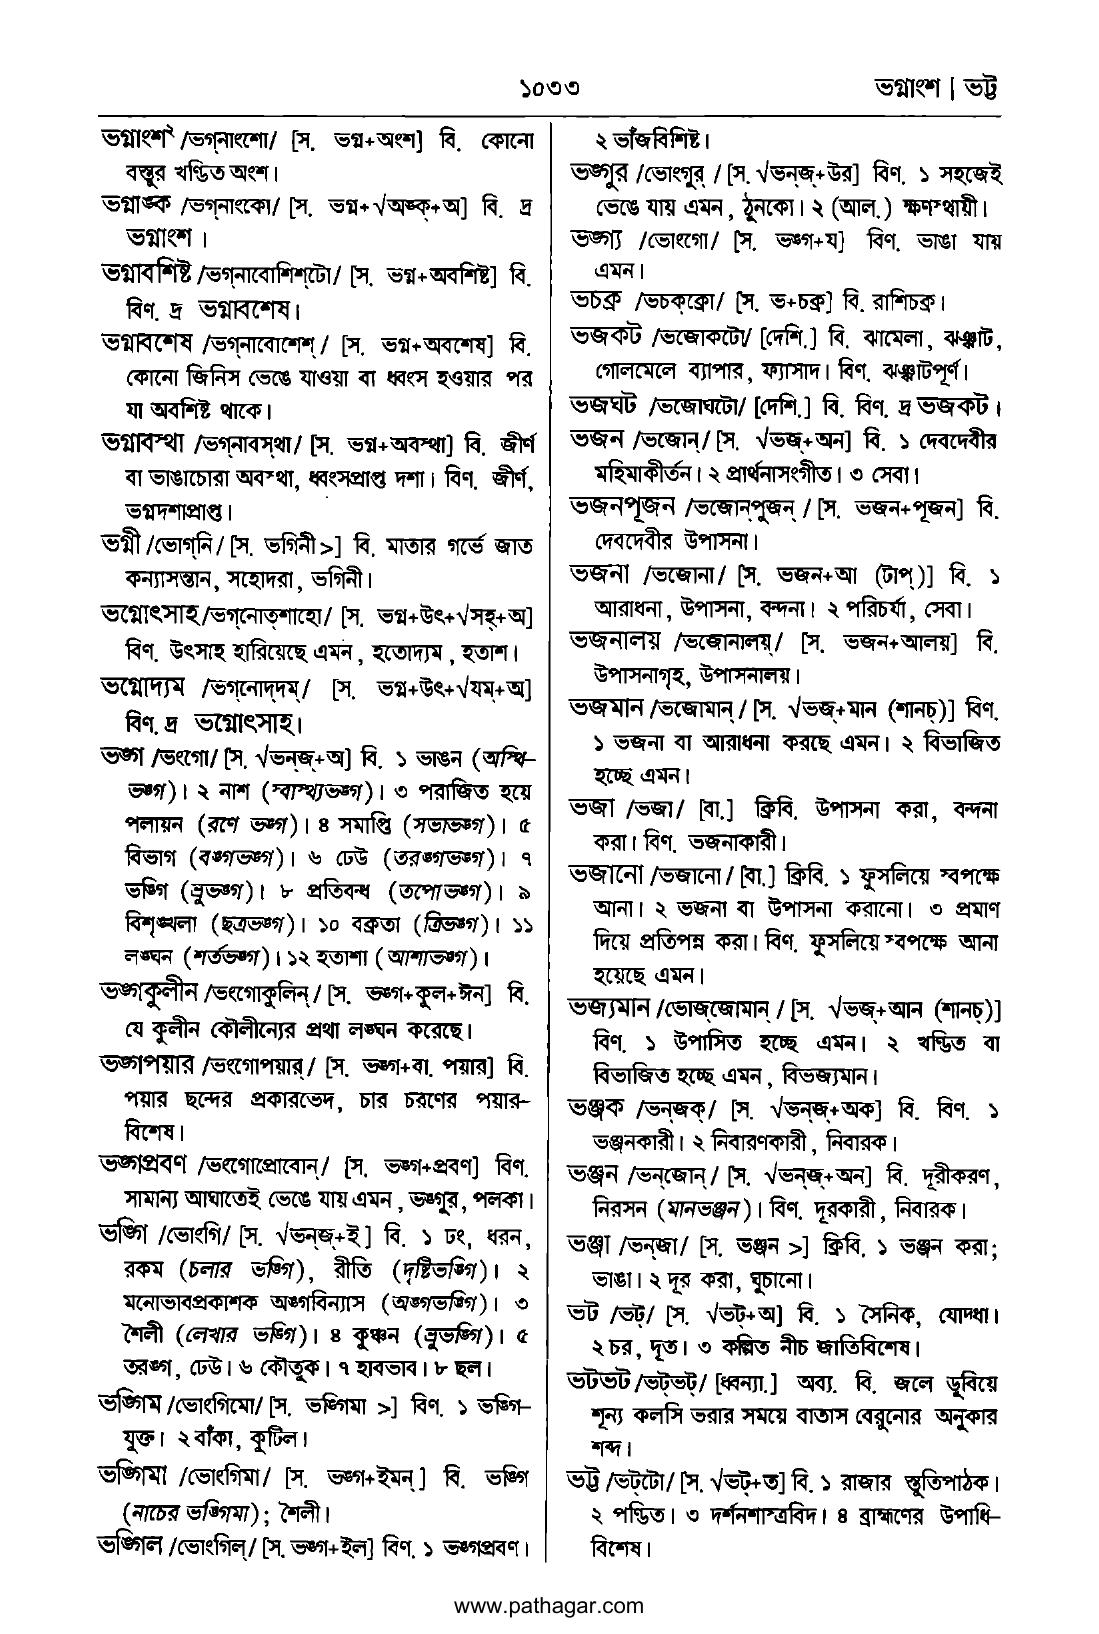 ১০৩৩
ভগ্নাংশ | ভট্ট
ভগ্নাংশ২ /ভগ্‌নাংশো/ [স. ভগ্ন+অংশ] বি. কোনো
বস্তুর খণ্ডিত অংশ।
ভগ্নাঙ্ক /ভগ্‌নাংকো/ [স. ভগ্ন+√অঙ্ক্+অ] বি. দ্র
ভগ্নাংশ ।
ভগ্নাবশিষ্ট /ভগ্‌নাবোশিশ্‌টো/ [স. ভগ্ন+অবশিষ্ট] বি.
বিণ. দ্র ভগ্নাবশেষ।
ভগ্নাবশেষ /ভগ্‌নাবোশেশ্/ [স. ভগ্ন+অবশেষ] বি.
কোনো জিনিস ভেঙে যাওয়া বা ধ্বংস হওয়ার পর
যা অবশিষ্ট থাকে।
ভগ্নাবস্থা /ভগ্‌নাবস্‌থা/ [স. ভগ্ন+অবস্থা] বি. জীর্ণ
বা ভাঙাচোরা অবস্থা, ধ্বংসপ্রাপ্ত দশা। বিণ. জীর্ণ,
ভগ্নদশাপ্রাপ্ত।
ভগ্নী /ভোগ্‌নি/ [স. ভগিনী>] বি. মাতার গর্ভে জাত
কন্যাসন্তান, সহোদরা, ভগিনী।
ভগ্নোৎসাহ /ভগ্‌নোত্‌শাহো/ [স. ভগ্ন+উৎ+√সহ্+অ]
বিণ. উৎসাহ হারিয়েছে এমন, হতোদ্যম, হতাশ।
ভগ্নোদ্যম /ভগ্‌নোদ্‌দম্/ [স. ভগ্ন+উৎ+√যম্+অ]
বিণ. দ্র ভগ্নোৎসাহ।
ভঙ্গ /ভংগো/ [স. √ভন্‌জ্+অ] বি. ১ ভাঙন (অস্থি-
ভঙ্গ)। ২ নাশ (স্বাস্থ্যভঙ্গ)। ৩ পরাজিত হয়ে
পলায়ন (রণে ভঙ্গ)। ৪ সমাপ্তি (সভাভঙ্গ)। ৫
বিভাগ (বঙ্গভঙ্গ)। ৬ ঢেউ (তরঙ্গভঙ্গ)। ৭
ভঙ্গি (ভ্রূভঙ্গ)। ৮ প্রতিবন্ধ (তপোভঙ্গ)। ৯
বিশৃঙ্খলা (ছত্রভঙ্গ)। ১০ বক্রতা (ত্রিভঙ্গ)। ১১
লঙ্ঘন (শর্তভঙ্গ)। ১২ হতাশা (আশাভঙ্গ)।
ভঙ্গকুলীন /ভংগোকুলিন্/ [স. ভঙ্গ+কুল+ঈন] বি.
যে কুলীন কৌলীন্যের প্রথা লঙ্ঘন করেছে।
ভঙ্গপয়ার /ভংগোপয়ার্/ [স. ভঙ্গ+বা. পয়ার] বি.
পয়ার ছন্দের প্রকারভেদ, চার চরণের পয়ার-
বিশেষ।
ভঙ্গপ্রবণ /ভংগোপ্রোবোন্/ [স. ভঙ্গ+প্রবণ] বিণ.
সামান্য আঘাতেই ভেঙে যায় এমন, ভঙ্গুর, পলকা।
ভঙ্গি /ভোংগি/ [স. √ভন্‌জ্+ই] বি. ১ ঢং, ধরন,
রকম (চলার ভঙ্গি), রীতি (দৃষ্টিভঙ্গি)। ২
মনোভাবপ্রকাশক অঙ্গবিন্যাস (অঙ্গভঙ্গি)। ৩
শৈলী (লেখার ভঙ্গি)। ৪ কুঞ্চন (ভ্রূভঙ্গি)। ৫
তরঙ্গ, ঢেউ। ৬ কৌতুক। ৭ হাবভাব। ৮ ছল।
ভঙ্গিম /ভোংগিমো/ [স. ভঙ্গিমা >] বিণ. ১ ভঙ্গি-
যুক্ত। ২ বাঁকা, কুটিল।
ভঙ্গিমা /ভোংগিমা/ [স. ভঙ্গ+ইমন্] বি. ভঙ্গি
(নাচের ভঙ্গিমা); শৈলী।
ভঙ্গিল /ভোংগিল্/ [স. ভঙ্গ+ইল] বিণ. ১ ভঙ্গপ্রবণ।
২ ভাঁজবিশিষ্ট।
ভঙ্গুর /ভোংগুর্/ [স. √ভন্‌জ্+উর] বিণ. ১ সহজেই
ভেঙে যায় এমন, ঠুনকো। ২ (আল.) ক্ষণস্থায়ী।
ভঙ্গ্য /ভোংগো/ [স. ভঙ্গ+য] বিণ. ভাঙা যায়
এমন।
ভচক্র /ভচক্‌ক্রো/ [স. ভ+চক্র] বি. রাশিচক্র।
ভজকট /ভজোকটো/ [দেশি.] বি. ঝামেলা, ঝঞ্ঝাট,
গোলমেলে ব্যাপার, ফ্যাসাদ। বিণ. ঝঞ্ঝাটপূর্ণ।
ভজঘট /ভজোঘটো/ [দেশি.] বি. বিণ. দ্র ভজকট।
ভজন /ভজোন্/ [স. √ভজ্+অন] বি. ১ দেবদেবীর
মহিমাকীর্তন। ২ প্রার্থনাসংগীত। ৩ সেবা।
ভজনপূজন /ভজোন্‌পুজন্/ [স. ভজন+পূজন] বি.
দেবদেবীর উপাসনা।
ভজনা /ভজোনা/ [স. ভজন+আ (টাপ্)] বি. ১
আরাধনা, উপাসনা, বন্দনা। ২ পরিচর্যা, সেবা।
ভজনালয় /ভজোনালয়্/ [স. ভজন+আলয়] বি.
উপাসনাগৃহ, উপাসনালয়।
ভজমান /ভজোমান্/ [স. √ভজ্+মান (শানচ্)] বিণ.
১ ভজনা বা আরাধনা করছে এমন। ২ বিভাজিত
হচ্ছে এমন।
ভজা /ভজা/ [বা.] ক্রিবি. উপাসনা করা, বন্দনা
করা। বিণ. ভজনাকারী।
ভজানো /ভজানো/ [বা.] ক্রিবি. ১ ফুসলিয়ে স্বপক্ষে
আনা। ২ ভজনা বা উপাসনা করানো। ৩ প্রমাণ
দিয়ে প্রতিপন্ন করা। বিণ. ফুসলিয়ে স্বপক্ষে আনা
হয়েছে এমন।
ভজ্যমান /ভোজ্‌জোমান্/ [স. √ভজ্+আন (শানচ্)]
বিণ. ১ উপাসিত হচ্ছে এমন। ২ খণ্ডিত বা
বিভাজিত হচ্ছে এমন, বিভজ্যমান।
ভঞ্জক /ভন্‌জক্/ [স. √ভন্‌জ্+অক] বি. বিণ. ১
ভঞ্জনকারী। ২ নিবারণকারী, নিবারক।
ভঞ্জন /ভন্‌জোন্/ [স. √ভন্‌জ্+অন] বি. দূরীকরণ,
নিরসন (মানভঞ্জন)। বিণ. দূরকারী, নিবারক।
ভঞ্জা /ভন্‌জা/ [স. ভঞ্জন >] ক্রিবি. ১ ভঞ্জন করা;
ভাঙা। ২ দূর করা, ঘুচানো।
ভট /ভট্/ [স. √ভট্+অ] বি. ১ সৈনিক, যোদ্ধা।
২ চর, দূত। ৩ কল্পিত নীচ জাতিবিশেষ।
ভটভট /ভট্‌ভট্/ [ধ্বন্যা.] অব্য. বি. জলে ডুবিয়ে
শূন্য কলসি ভরার সময়ে বাতাস বেরুনোর অনুকার
শব্দ।
ভট্ট /ভট্‌টো/ [স. √ভট্+ত] বি. ১ রাজার স্তুতিপাঠক।
২ পণ্ডিত। ৩ দর্শনশাস্ত্রবিদ। ৪ ব্রাহ্মণের উপাধি-
বিশেষ।
www.pathagar.com